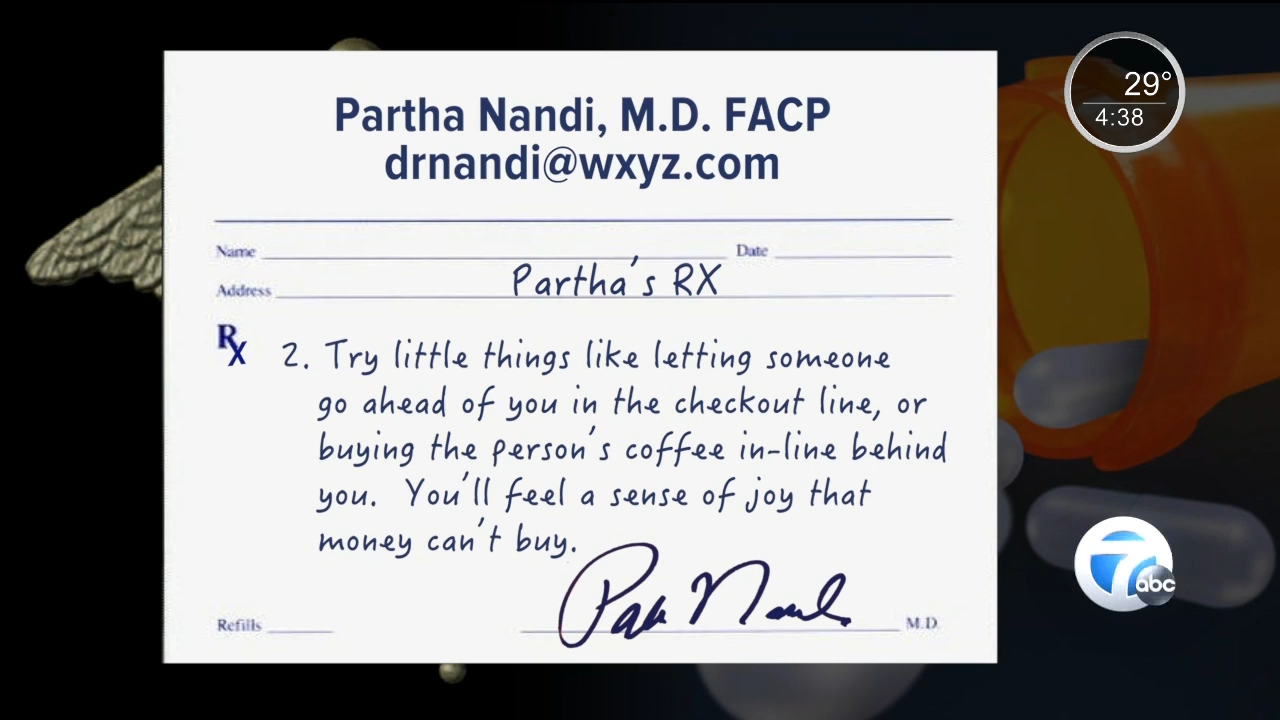 Partha Nandi, M.D. FACP
drnandi@wxyz.com
29°
4:38
Name Date
Partha's RX
Address
Rx 2. Try little things like letting someone
go ahead of you in the checkout line, or
buying the person's coffee in-line behind
you. You'll feel a sense of joy that
money can't buy.
Refills Partha Nandi M.D.
7 abc